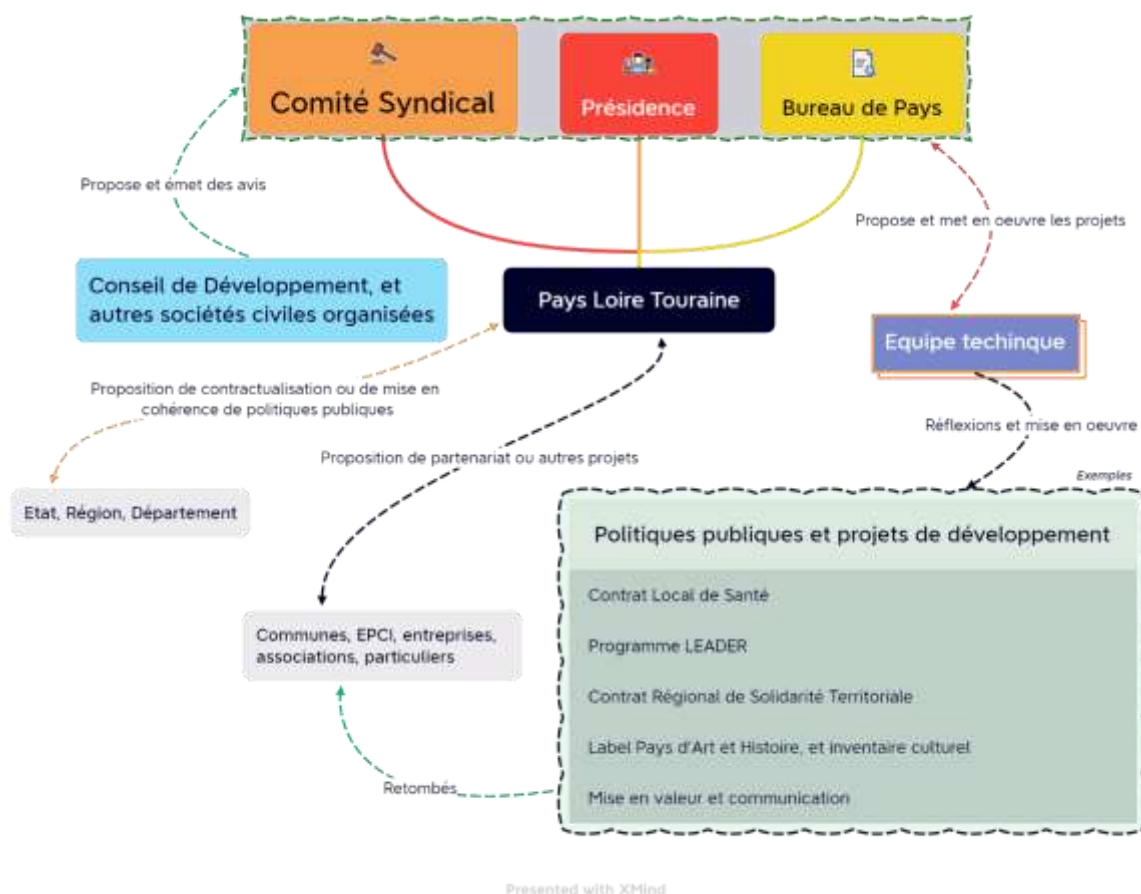 Comité Syndical
Présidence
Bureau de Pays
Propose et émet des avis
Propose et met en oeuvre les projets
Conseil de Développement, et
autres sociétés civiles organisées
Pays Loire Touraine
Equipe techinque
Proposition de contractualisation ou de mise en
cohérence de politiques publiques
Réflexions et mise en oeuvre
Proposition de partenariat ou autres projets
Exemples
Etat, Région, Département
Politiques publiques et projets de développement
Contrat Local de Santé
Communes, EPCI, entreprises,
associations, particuliers
Programme LEADER
Contrat Régional de Solidarité Territoriale
Label Pays d'Art et Histoire, et inventaire culturel
Retombés
Mise en valeur et communication
Presented with XMind